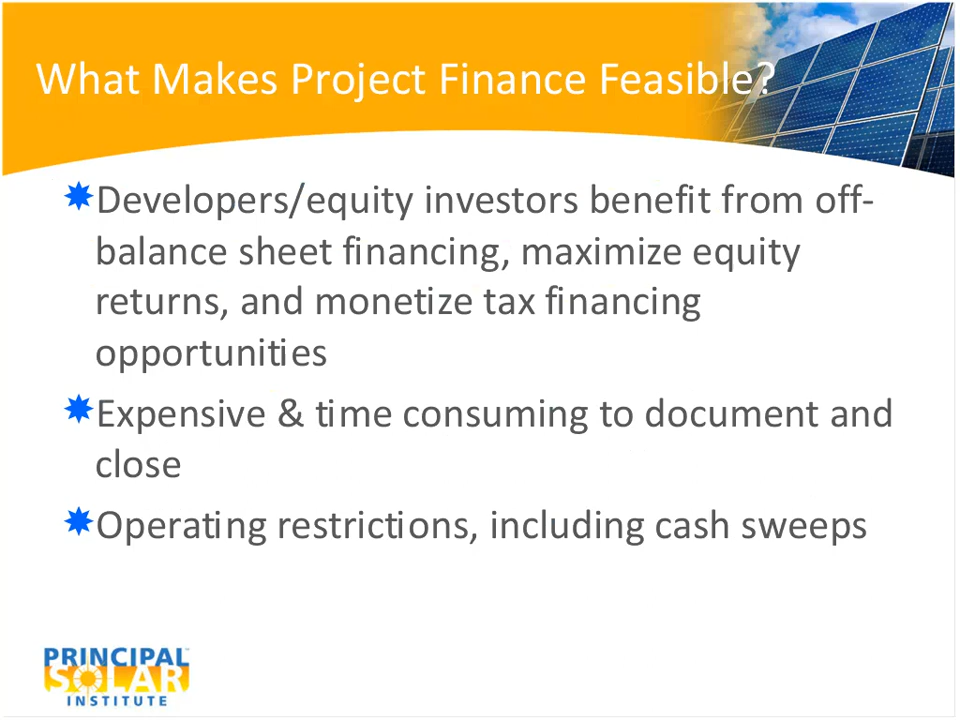 What Makes Project Finance Feasible?
Developers/equity investors benefit from off-
balance sheet financing, maximize equity
returns, and monetize tax financing
opportunities
Expensive & time consuming to document and
close
Operating restrictions, including cash sweeps
PRINCIPAL
SOLAR
INSTITUTE